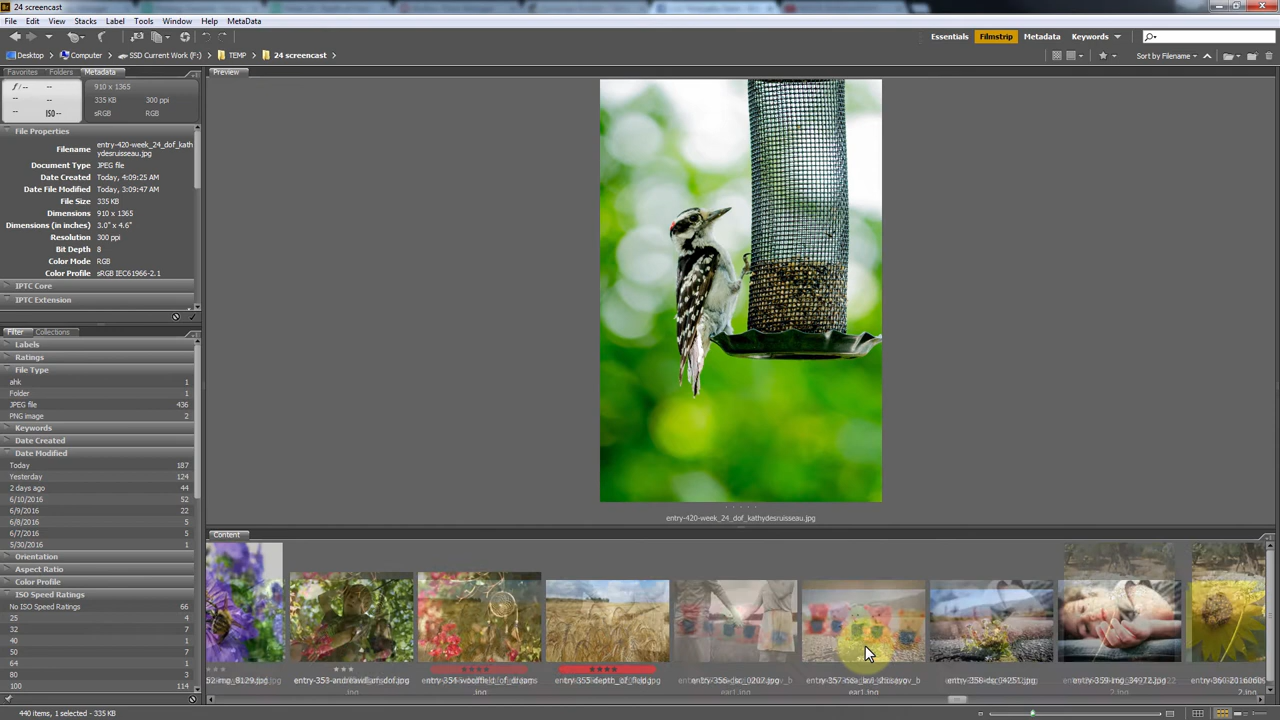 Br 24 screencast
File Edit View Stacks Label Tools Window Help MetaData
Essentials Filmstrip Metadata Keywords
Desktop Computer SSD Current Work (F:) TEMP 24 screencast
Sort by Filename
Favorites Folders Metadata
Preview
f/ -- --
-- --
-- ISO --
910 x 1365
335 KB 300 ppi
sRGB RGB
File Properties
Filename entry-420-week_24_dof_kath
ydesruisseau.jpg
Document Type JPEG file
Date Created Today, 4:09:25 AM
Date File Modified Today, 3:09:47 AM
File Size 335 KB
Dimensions 910 x 1365
Dimensions (in inches) 3.0" x 4.6"
Resolution 300 ppi
Bit Depth 8
Color Mode RGB
Color Profile sRGB IEC61966-2.1
IPTC Core
IPTC Extension
Filter Collections
Labels
Ratings
File Type
ahk 1
Folder 1
JPEG file 436
PNG image 2
Keywords
Date Created
Date Modified
Today 187
Yesterday 124
2 days ago 44
6/10/2016 52
6/9/2016 22
6/8/2016 5
6/7/2016 5
5/30/2016 1
Orientation
Aspect Ratio
Color Profile
ISO Speed Ratings
No ISO Speed Ratings 66
25 4
32 7
40 1
50 7
64 1
80 3
100 114
entry-420-week_24_dof_kathydesruisseau.jpg
Content
entry-355-depth_of_field.jpg
440 items, 1 selected - 335 KB